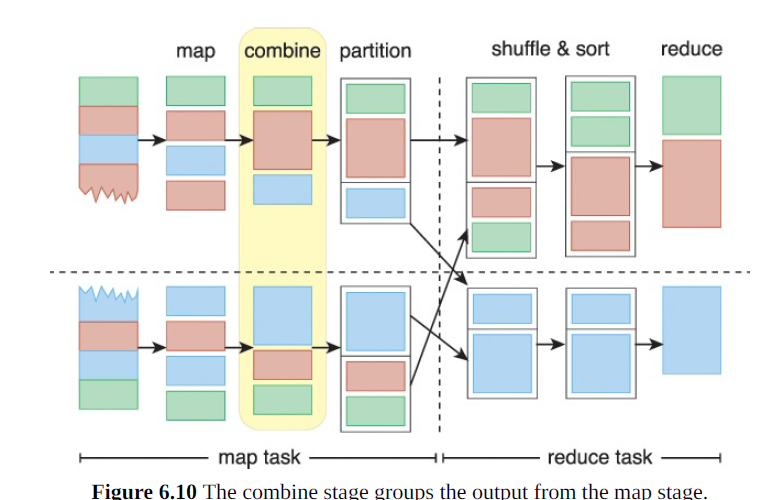 map combine partition shuffle & sort reduce
map task reduce task
Figure 6.10 The combine stage groups the output from the map stage.